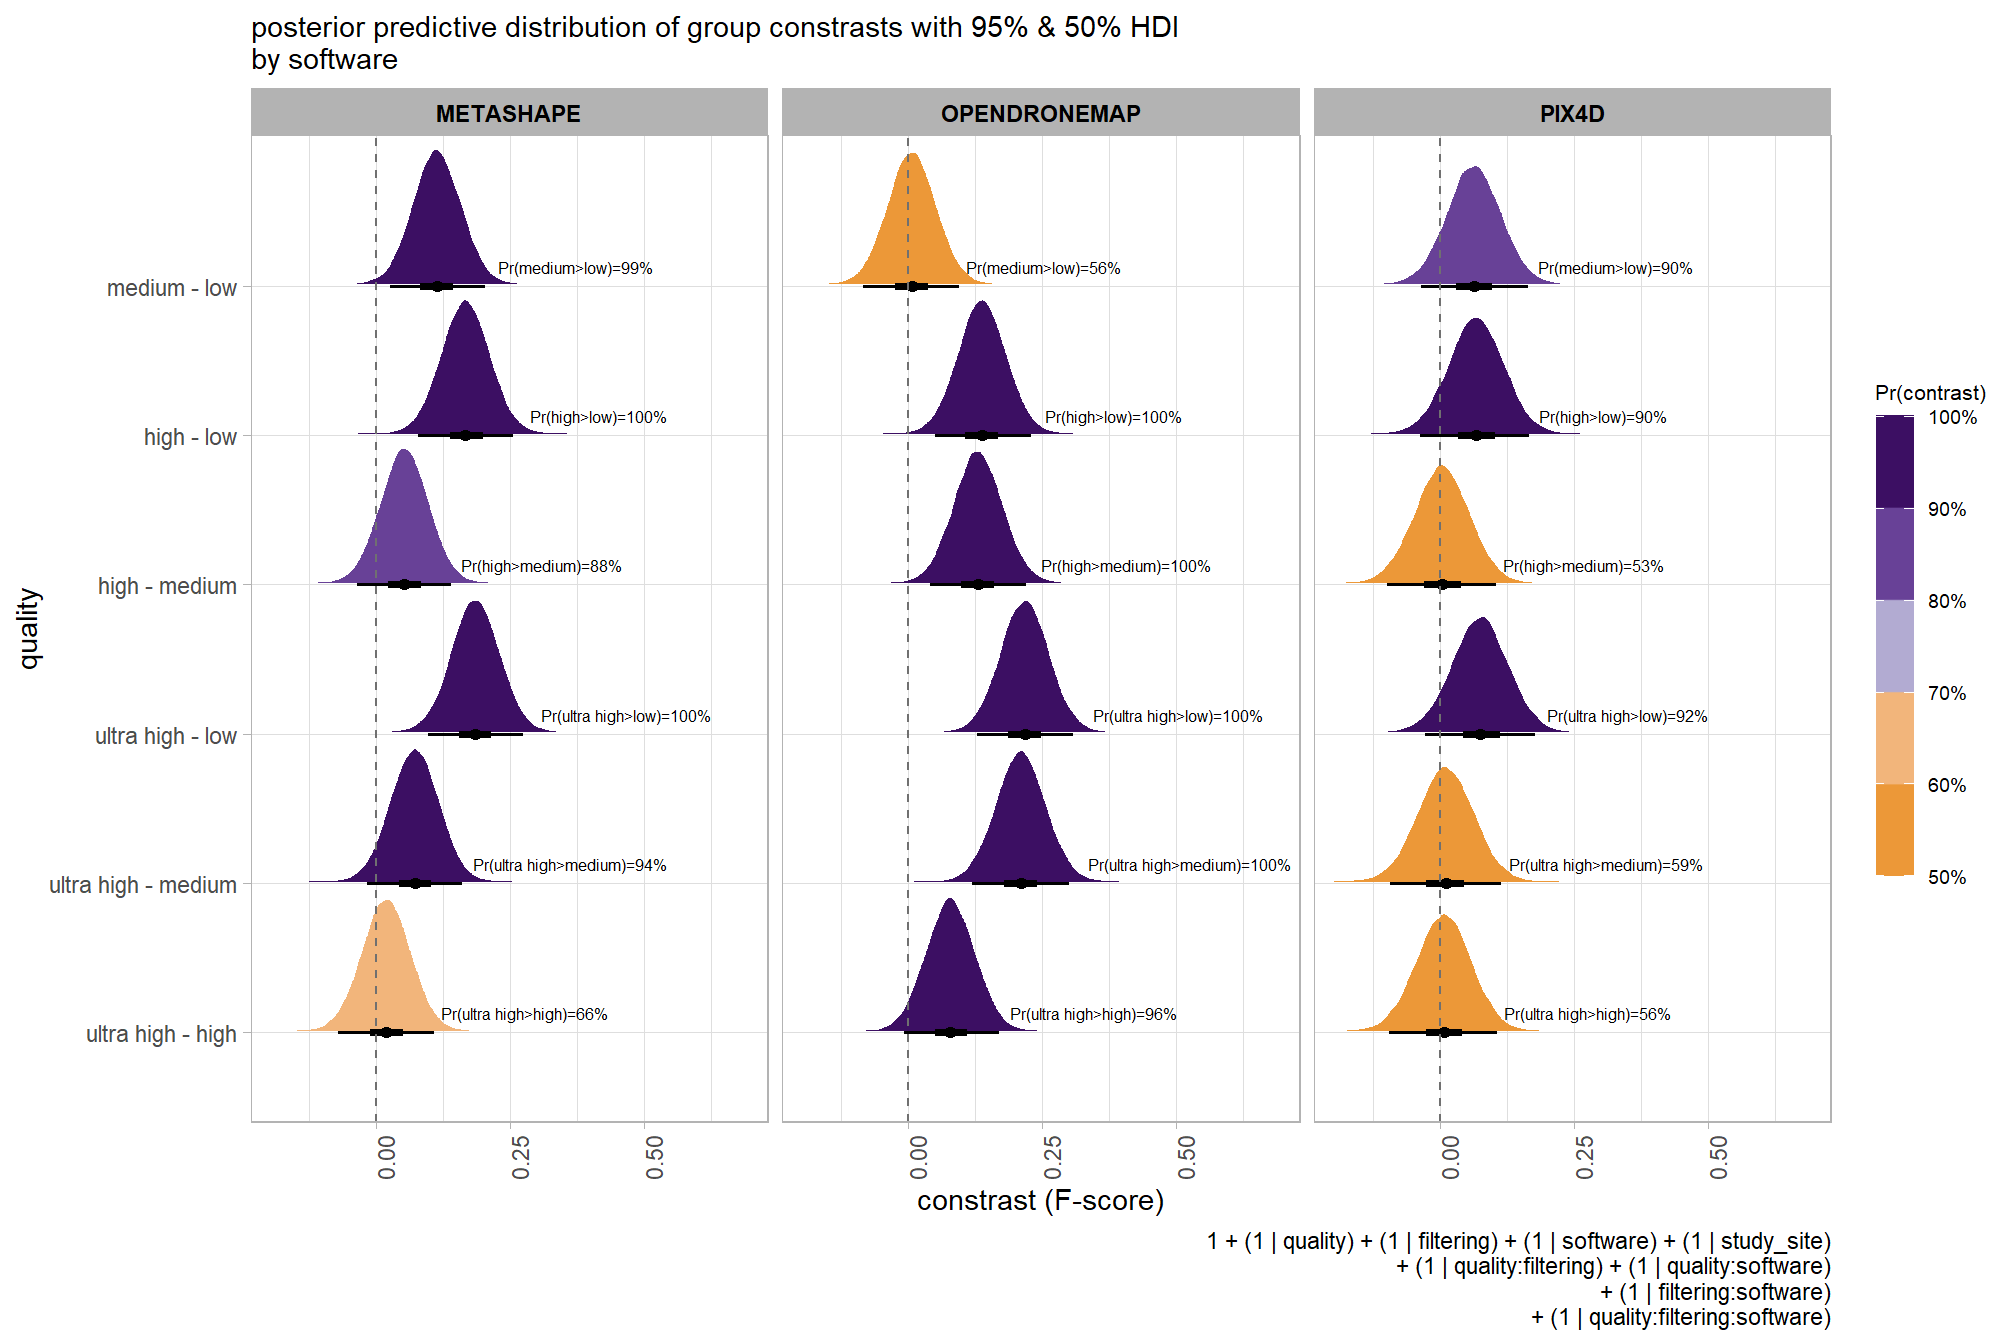 posterior predictive distribution of group constrasts with 95% & 50% HDI
by software
METASHAPE
OPENDRONEMAP
PIX4D
quality
medium - low
Pr(medium>low)=99%
Pr(medium>low)=56%
Pr(medium>low)=90%
high - low
Pr(high>low)=100%
Pr(high>low)=100%
Pr(high>low)=90%
high - medium
Pr(high>medium)=88%
Pr(high>medium)=100%
Pr(high>medium)=53%
ultra high - low
Pr(ultra high>low)=100%
Pr(ultra high>low)=100%
Pr(ultra high>low)=92%
ultra high - medium
Pr(ultra high>medium)=94%
Pr(ultra high>medium)=100%
Pr(ultra high>medium)=59%
ultra high - high
Pr(ultra high>high)=66%
Pr(ultra high>high)=96%
Pr(ultra high>high)=56%
0.00
0.25
0.50
0.00
0.25
0.50
0.00
0.25
0.50
constrast (F-score)
Pr(contrast)
100%
90%
80%
70%
60%
50%
1 + (1 | quality) + (1 | filtering) + (1 | software) + (1 | study_site)
+ (1 | quality:filtering) + (1 | quality:software)
+ (1 | filtering:software)
+ (1 | quality:filtering:software)